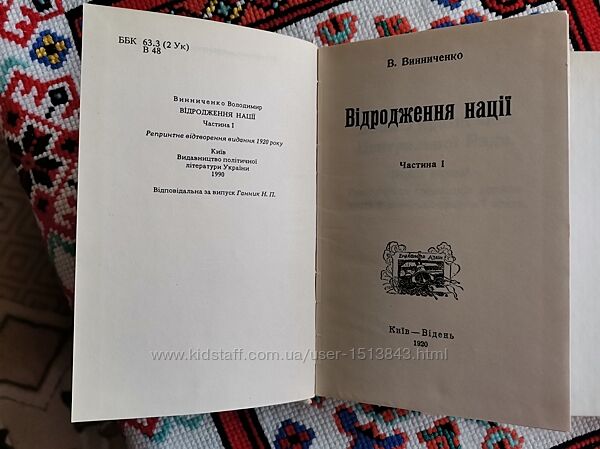 ББК 63.3 (2 Ук)
В 48
Винниченко Володимир
ВІДРОДЖЕННЯ НАЦІЇ
Частина I
Репринтне відтворення видання 1920 року
Київ
Видавництво політичної
літератури України
1990
Відповідальна за випуск Ганник Н. П.
В. Винниченко
Відродження нації
Частина I
Київ—Відень
1920
www.kidstaff.com.ua/user-1513843.html